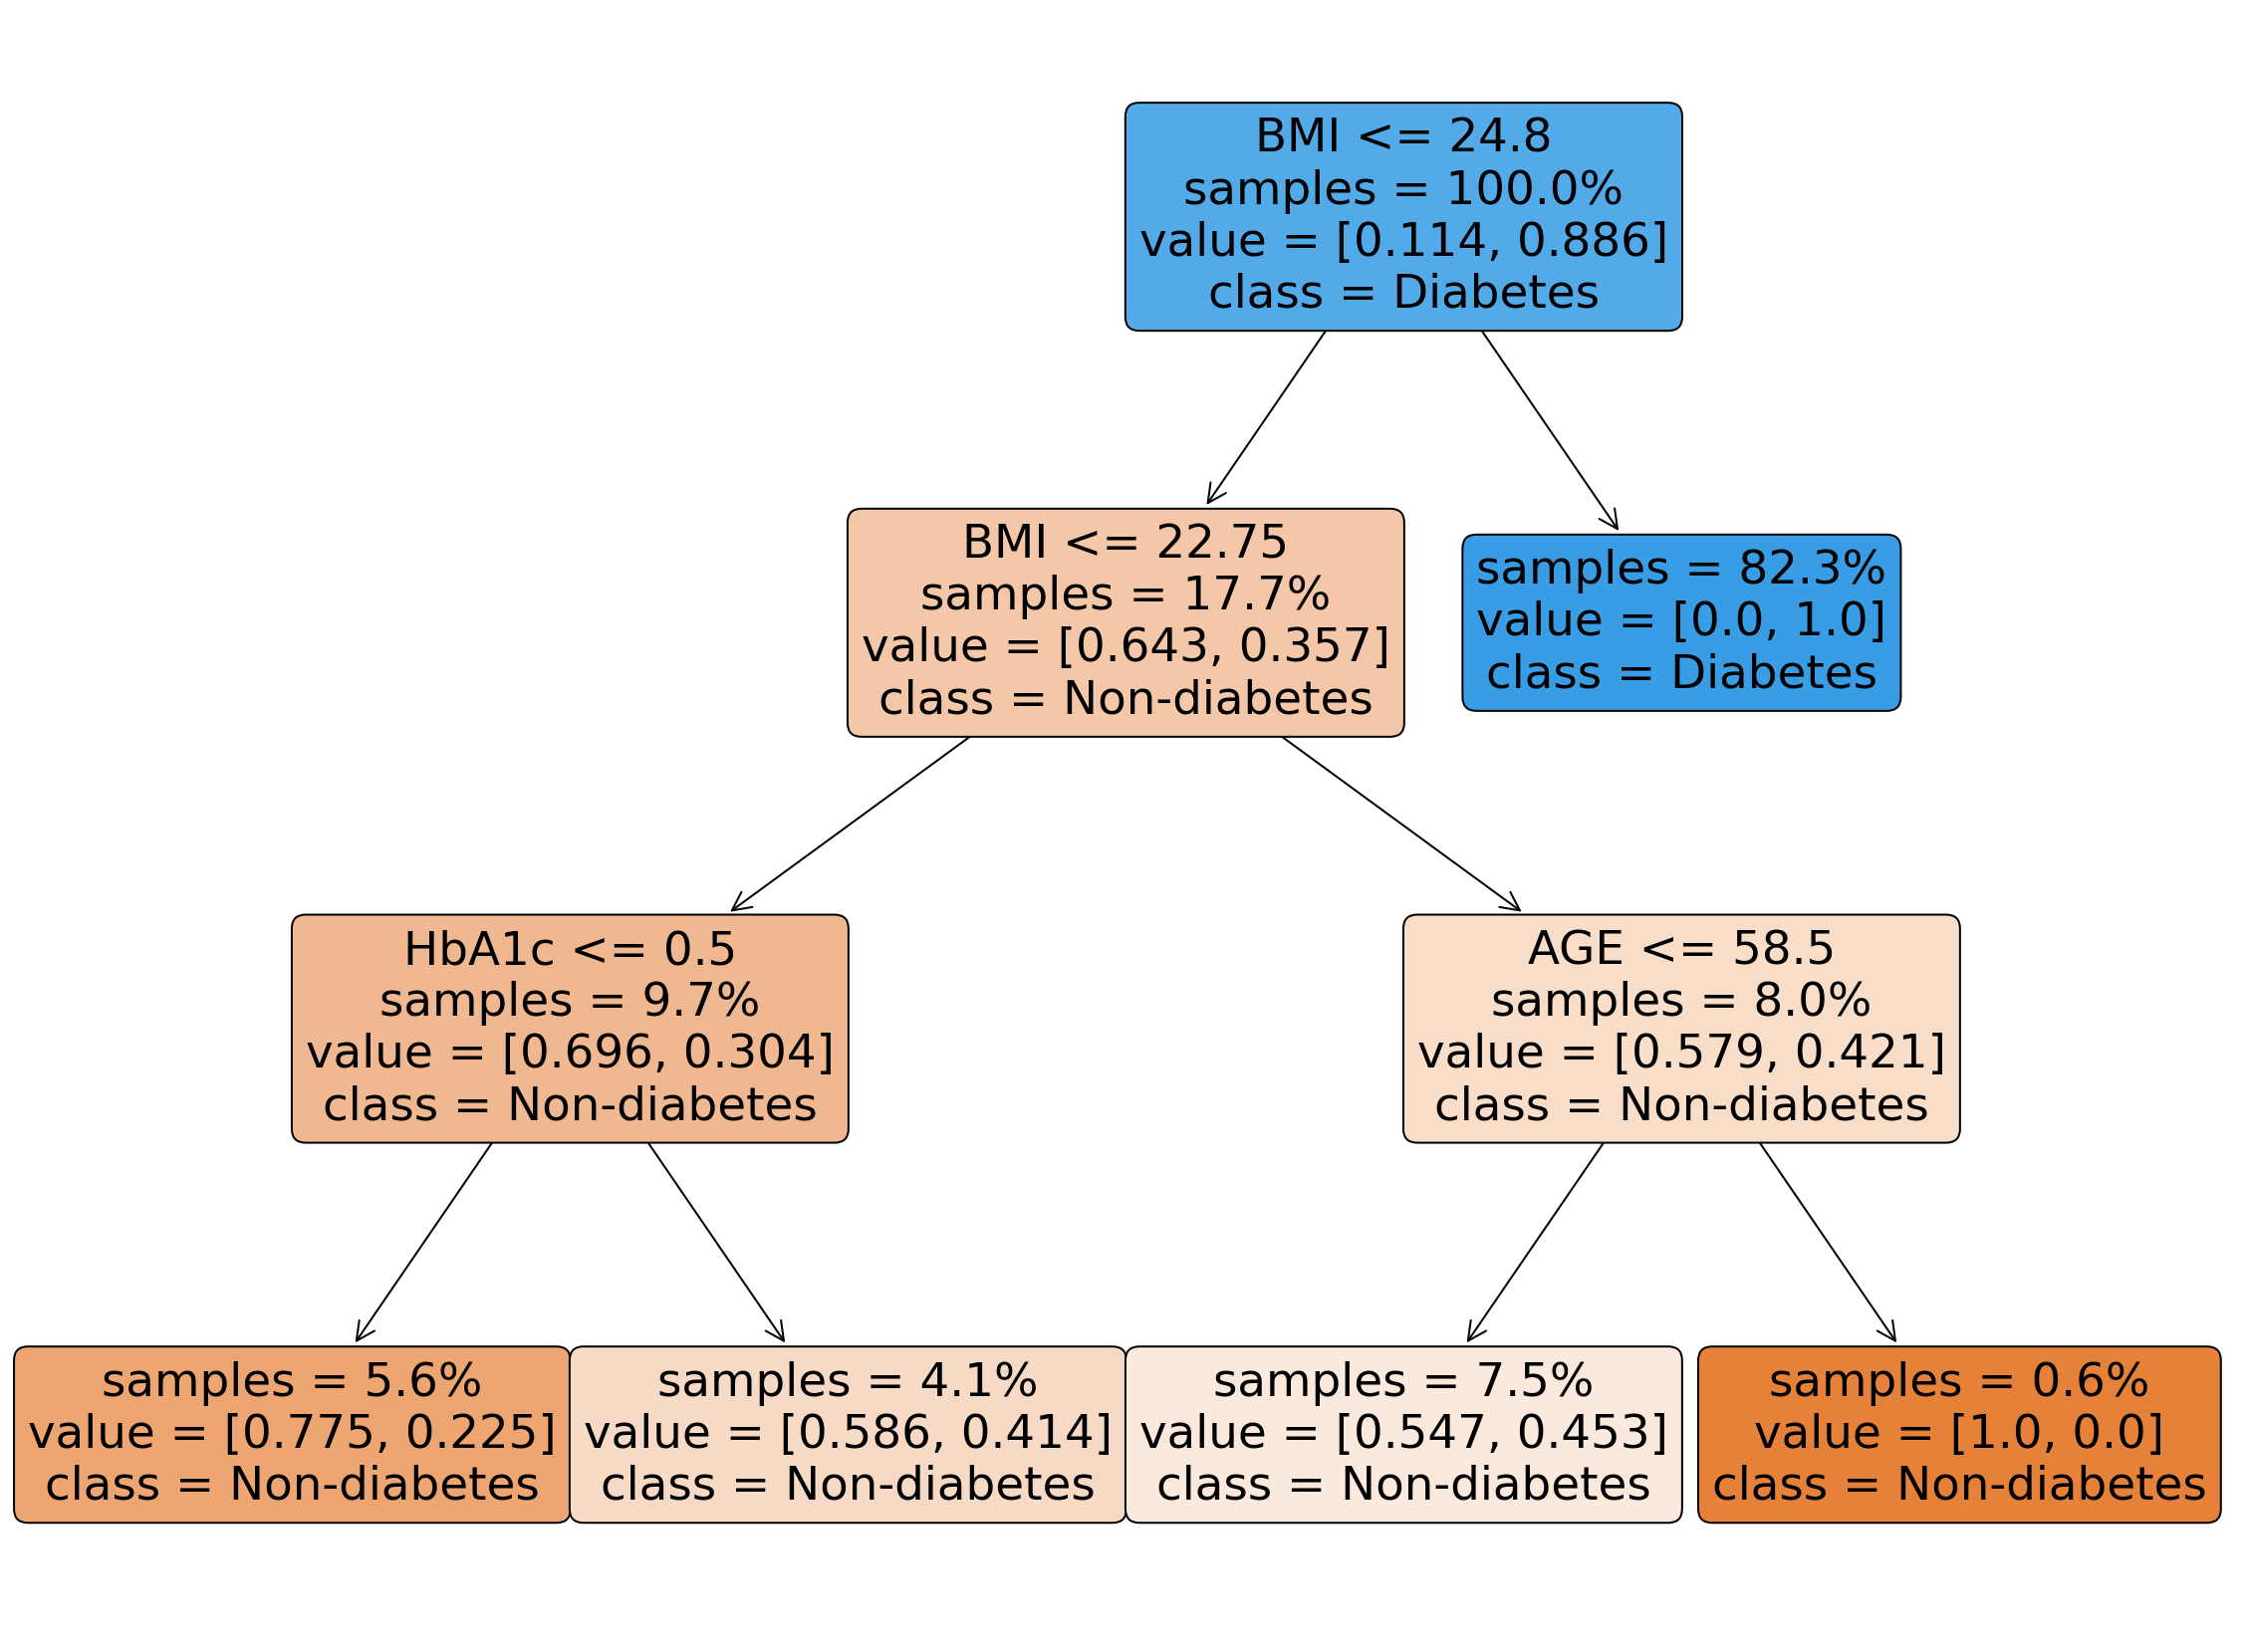 BMI <= 24.8
samples = 100.0%
value = [0.114, 0.886]
class = Diabetes
BMI <= 22.75
samples = 17.7%
value = [0.643, 0.357]
class = Non-diabetes
samples = 82.3%
value = [0.0, 1.0]
class = Diabetes
HbA1c <= 0.5
samples = 9.7%
value = [0.696, 0.304]
class = Non-diabetes
AGE <= 58.5
samples = 8.0%
value = [0.579, 0.421]
class = Non-diabetes
samples = 5.6%
value = [0.775, 0.225]
class = Non-diabetes
samples = 4.1%
value = [0.586, 0.414]
class = Non-diabetes
samples = 7.5%
value = [0.547, 0.453]
class = Non-diabetes
samples = 0.6%
value = [1.0, 0.0]
class = Non-diabetes